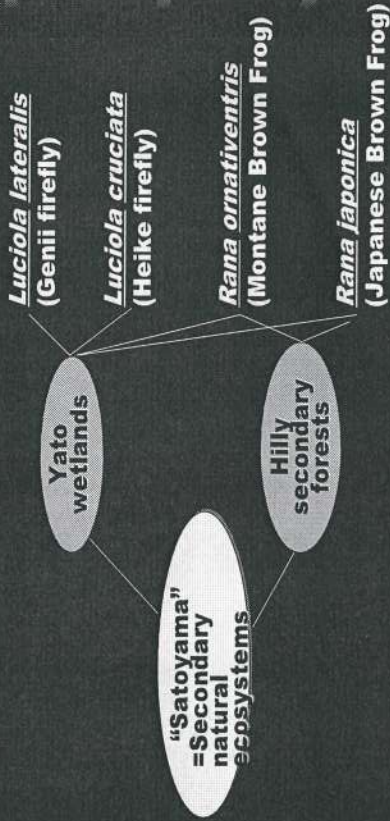 “Satoyama”
=Secondary
natural
ecosystems
Yato
wetlands
Hilly
secondary
forests
Luciola lateralis
(Genii firefly)
Luciola cruciata
(Heike firefly)
Rana ornativentris
(Montane Brown Frog)
Rana japonica
(Japanese Brown Frog)